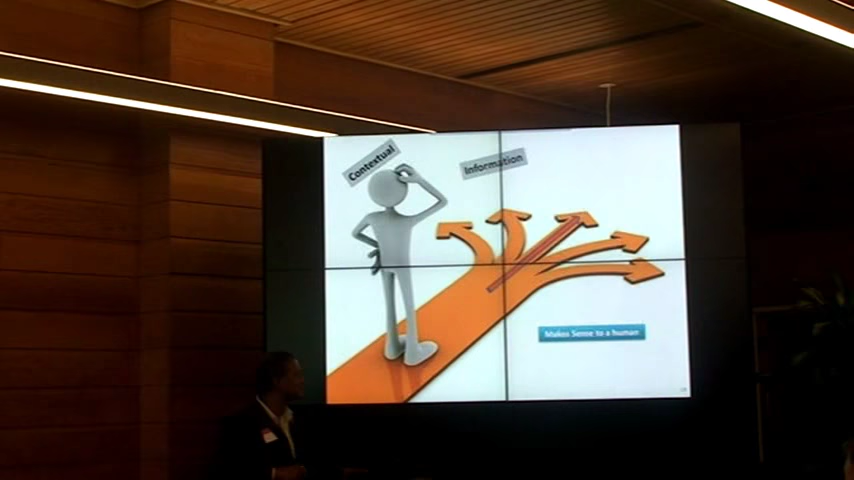 Contextual
Information
Makes Sense to a human